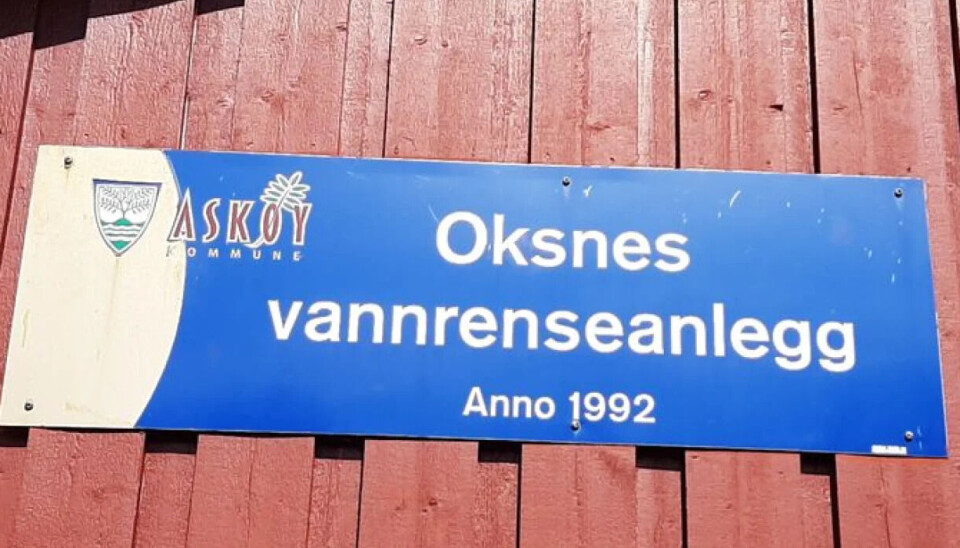 ASKØY
KOMMUNE
Oksnes
vannrenseanlegg
Anno 1992